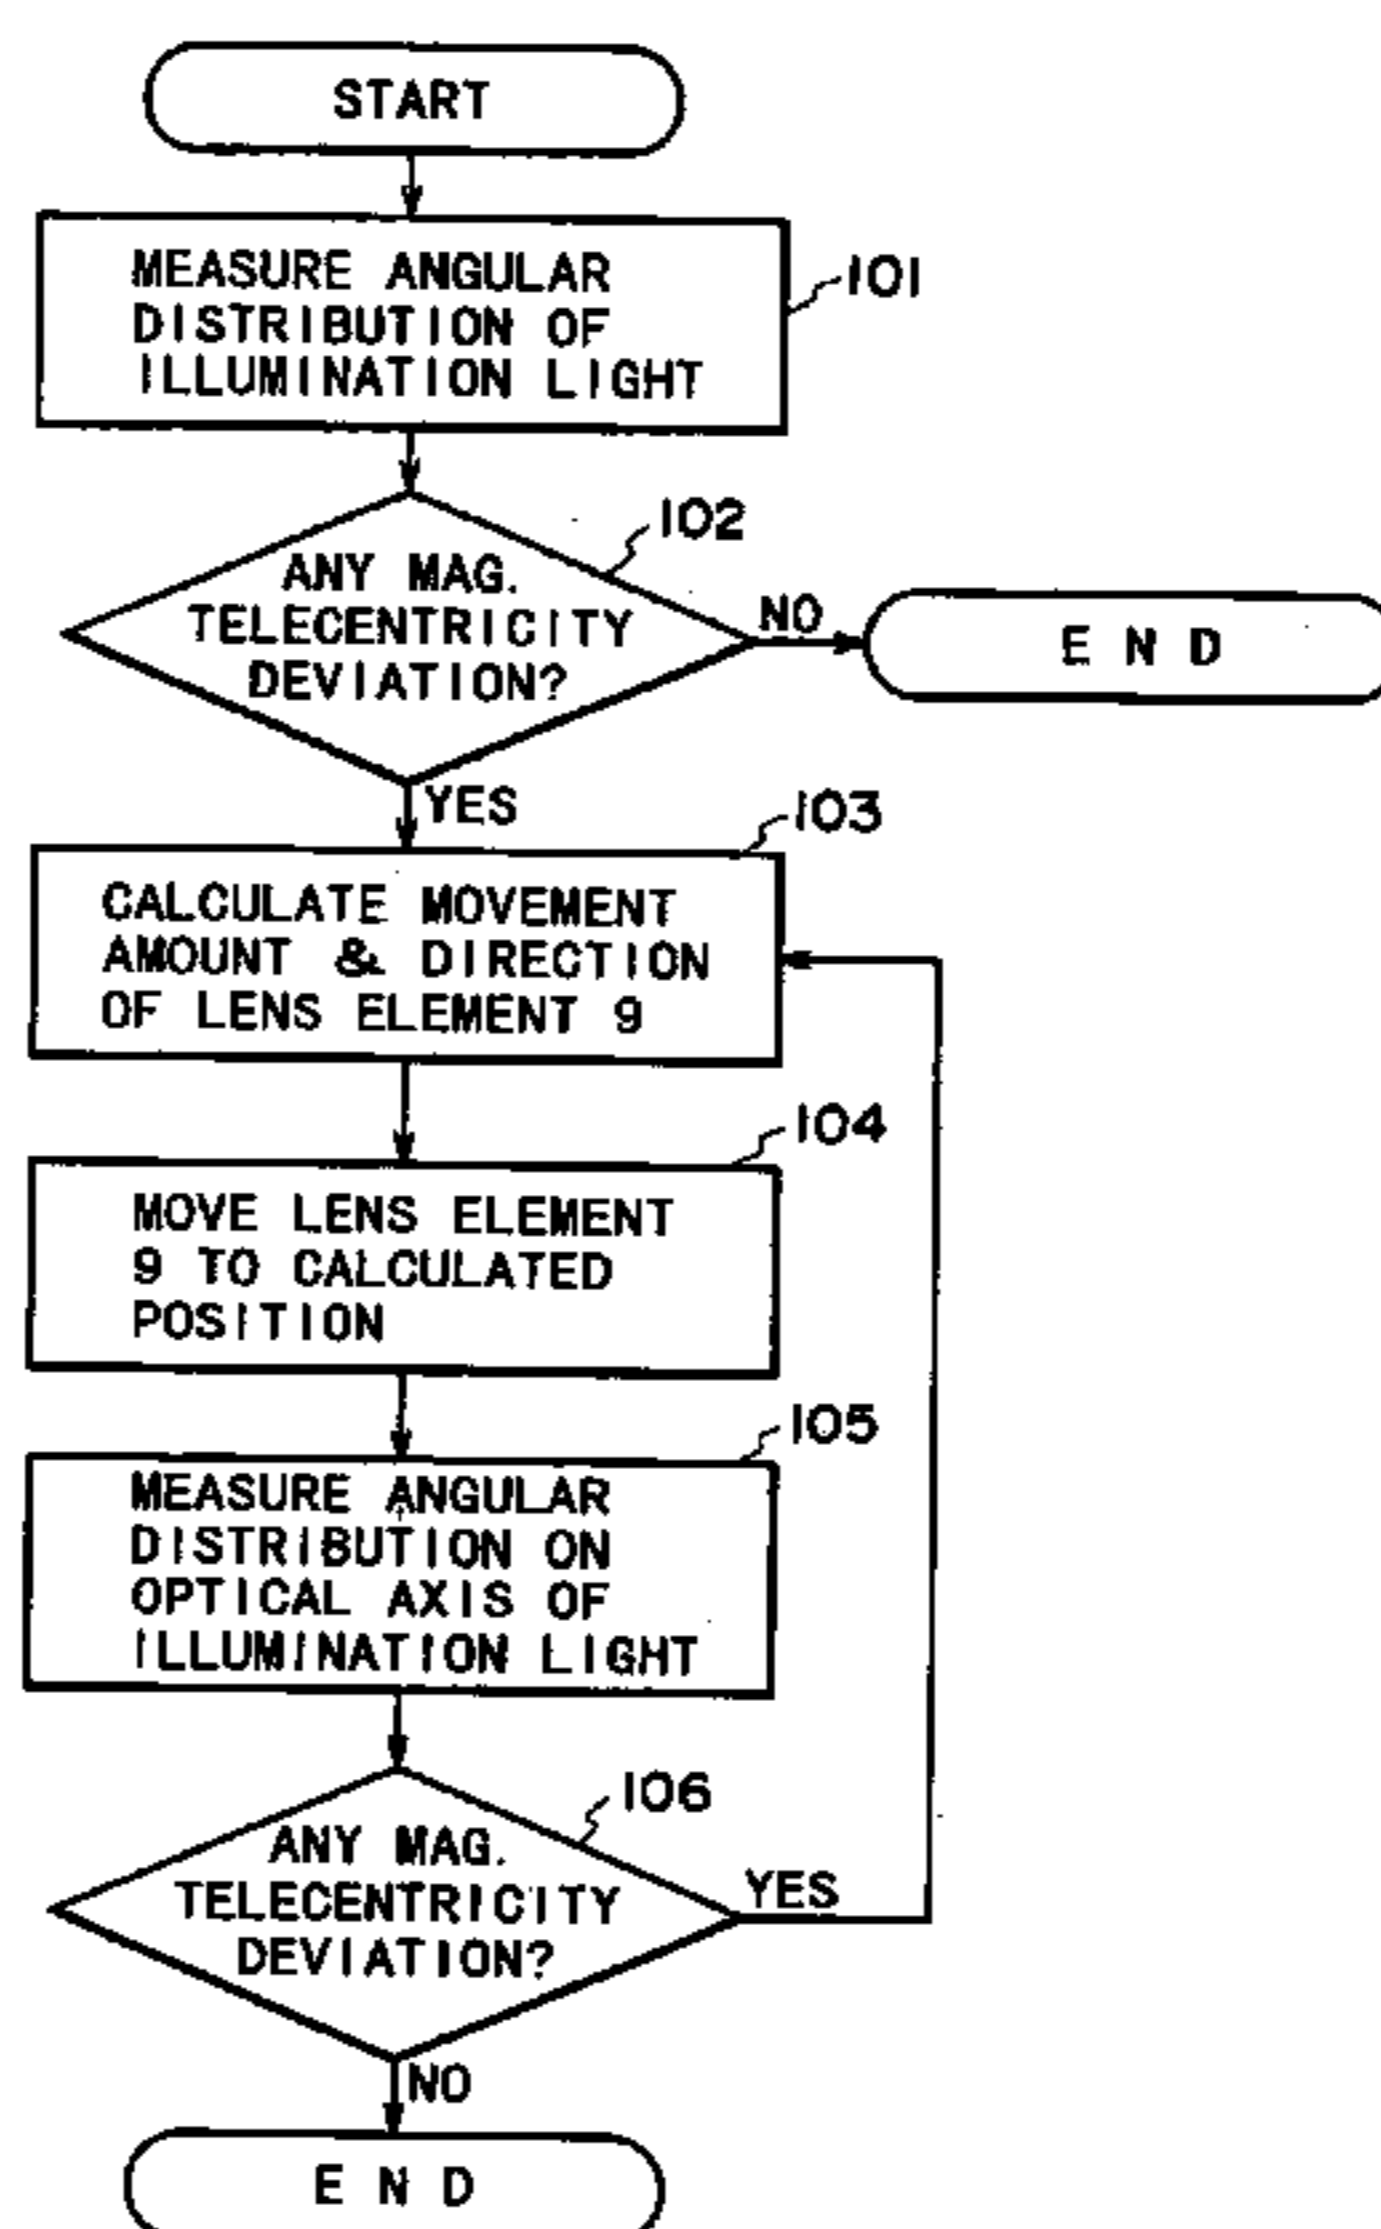 START
MEASURE ANGULAR
DISTRIBUTION OF
ILLUMINATION LIGHT
101
102
ANY MAG.
TELECENTRICITY
DEVIATION?
NO
END
YES
103
CALCULATE MOVEMENT
AMOUNT & DIRECTION
OF LENS ELEMENT 9
104
MOVE LENS ELEMENT
9 TO CALCULATED
POSITION
105
MEASURE ANGULAR
DISTRIBUTION ON
OPTICAL AXIS OF
ILLUMINATION LIGHT
106
ANY MAG.
TELECENTRICITY
DEVIATION?
YES
NO
END